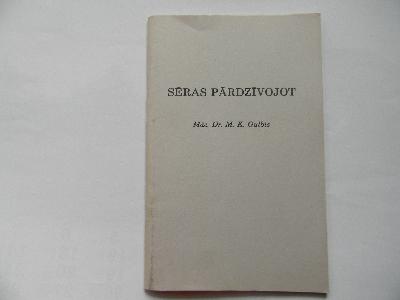 SĒRAS PĀRDZĪVOJOT
Māc. Dr. M. K. Gulbis